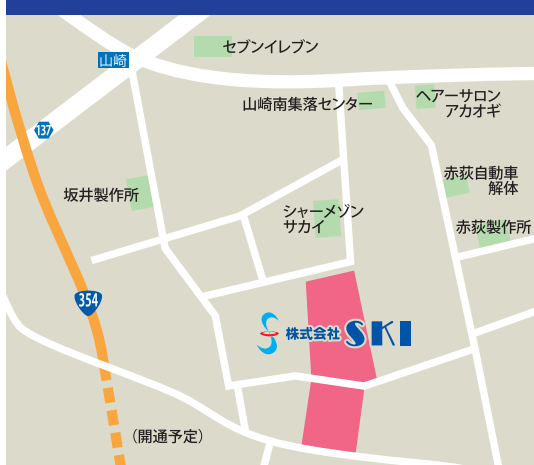 セブンイレブン
山崎
山崎南集落センター
ヘアーサロン
アカオギ
137
赤荻自動車
解体
坂井製作所
シャーメゾン
サカイ
赤荻製作所
354
株式会社 SKI
(開通予定)